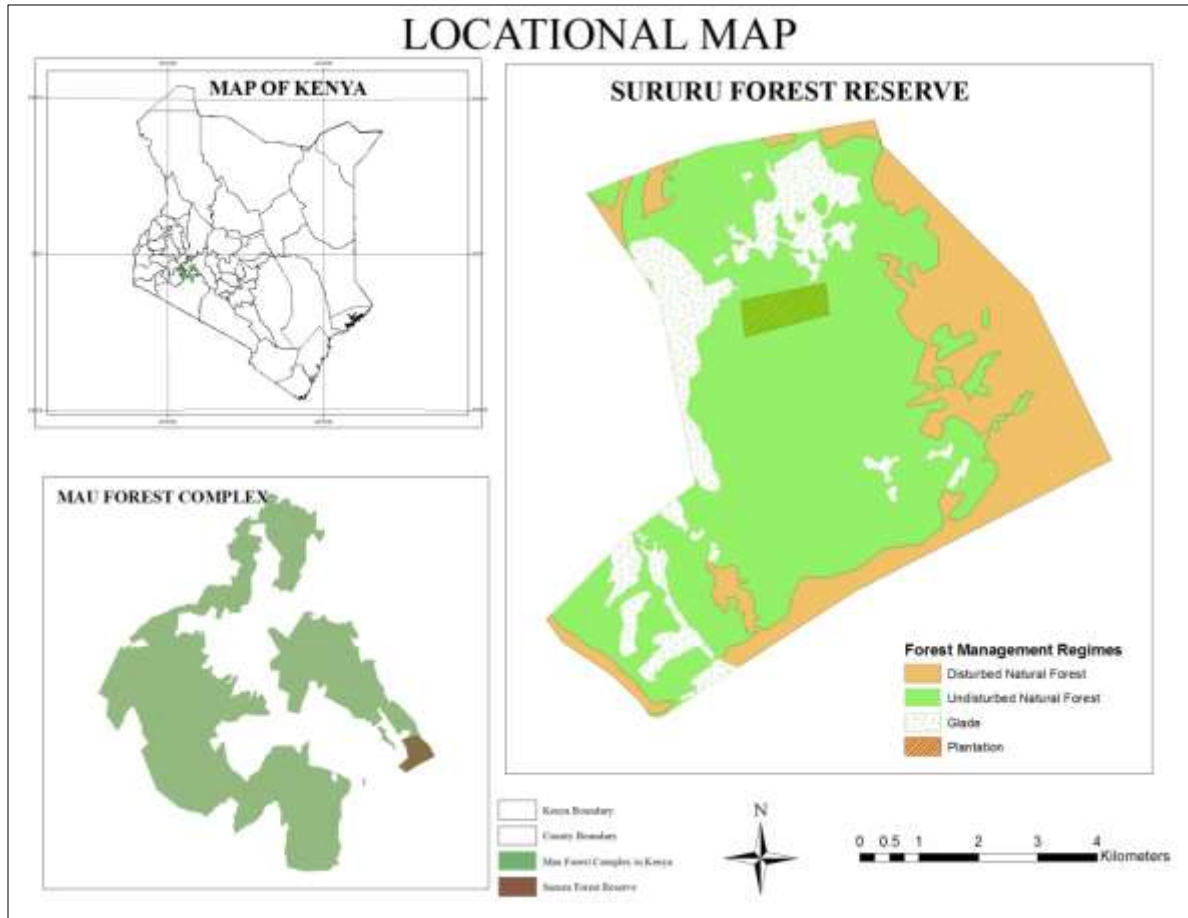 LOCATIONAL MAP
MAP OF KENYA
SURURU FOREST RESERVE
MAU FOREST COMPLEX
Forest Management Regimes
Disturbed Natural Forest
Undisturbed Natural Forest
Glade
Plantation
Kenya Boundary
County Boundary
Mau Forest Complex in Kenya
Sururu Forest Reserve
N
0 0.5 1 2 3 4
Kilometers